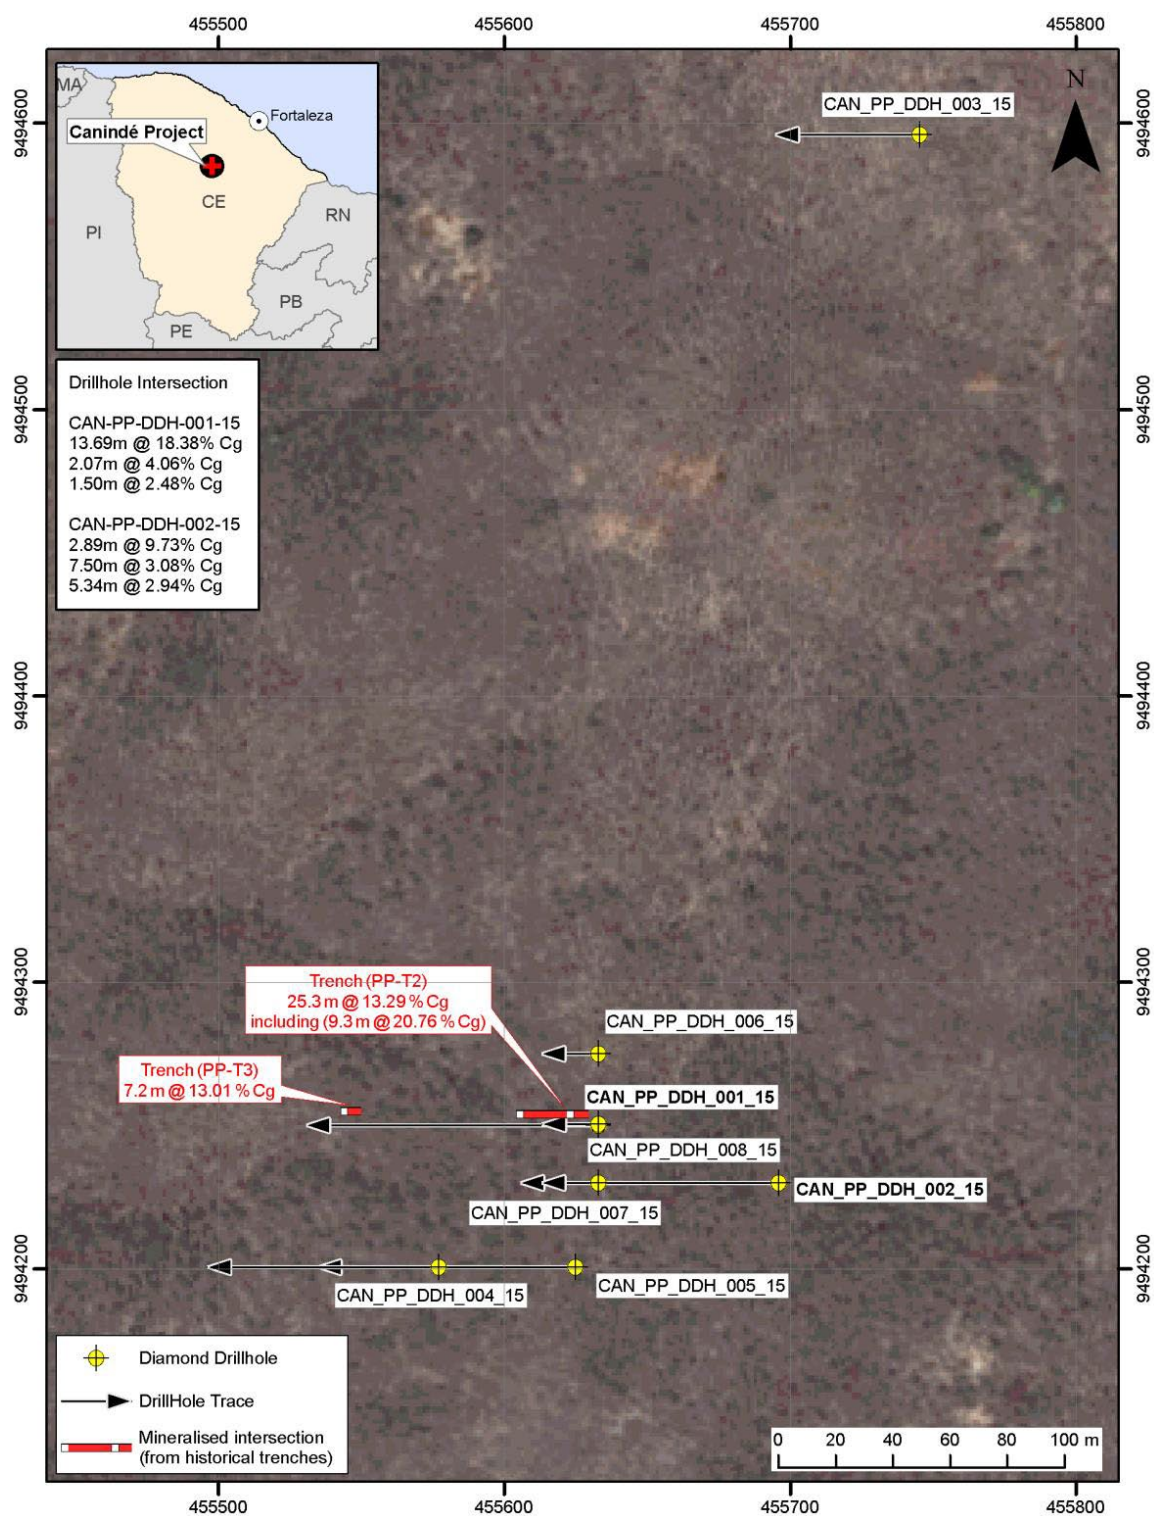 455500 455600 455700 455800
N
CAN_PP_DDH_003_15
9494600 9494600
MA
Fortaleza
Canindé Project
CE
RN
PI
PB
PE
Drillhole Intersection
CAN-PP-DDH-001-15
13.69m @ 18.38% Cg
2.07m @ 4.06% Cg
1.50m @ 2.48% Cg
CAN-PP-DDH-002-15
2.89m @ 9.73% Cg
7.50m @ 3.08% Cg
5.34m @ 2.94% Cg
9494500 9494500
9494400 9494400
9494300 9494300
Trench (PP-T2)
25.3 m @ 13.29 % Cg
including (9.3 m @ 20.76 % Cg)
CAN_PP_DDH_006_15
Trench (PP-T3)
7.2 m @ 13.01 % Cg
CAN_PP_DDH_001_15
CAN_PP_DDH_008_15
CAN_PP_DDH_002_15
CAN_PP_DDH_007_15
9494200 9494200
CAN_PP_DDH_004_15
CAN_PP_DDH_005_15
Diamond Drillhole
DrillHole Trace
Mineralised intersection
(from historical trenches)
0 20 40 60 80 100 m
455500 455600 455700 455800